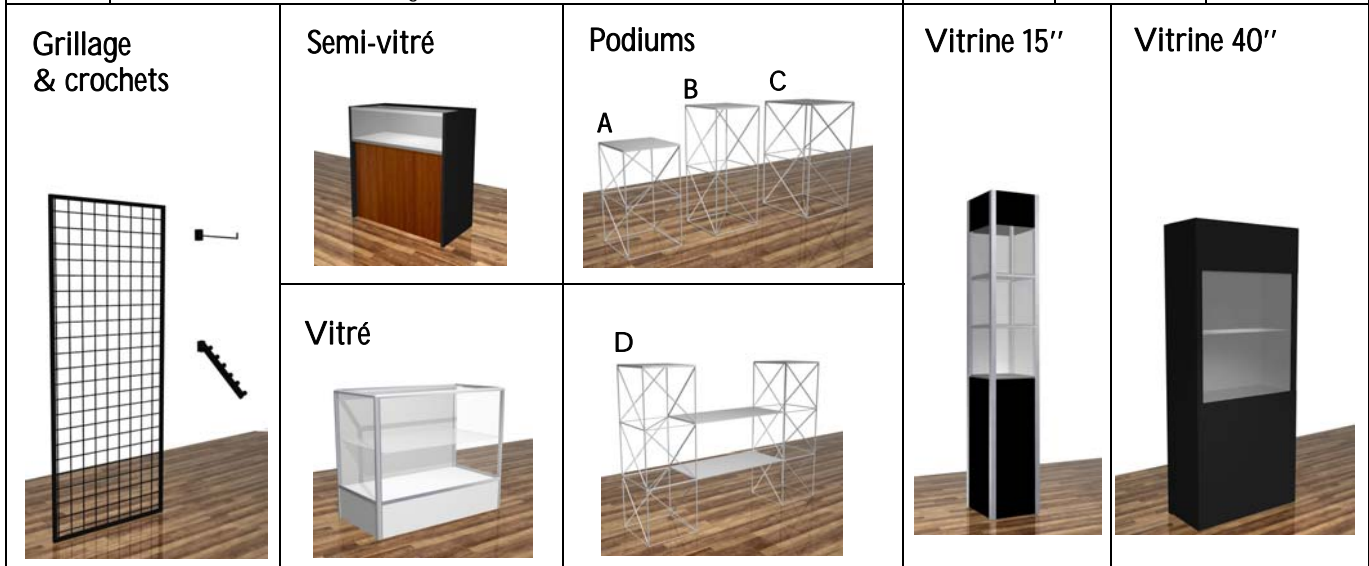 Grillage
& crochets
Semi-vitré
Podiums
A
B
C
Vitrine 15''
Vitrine 40''
Vitré
D